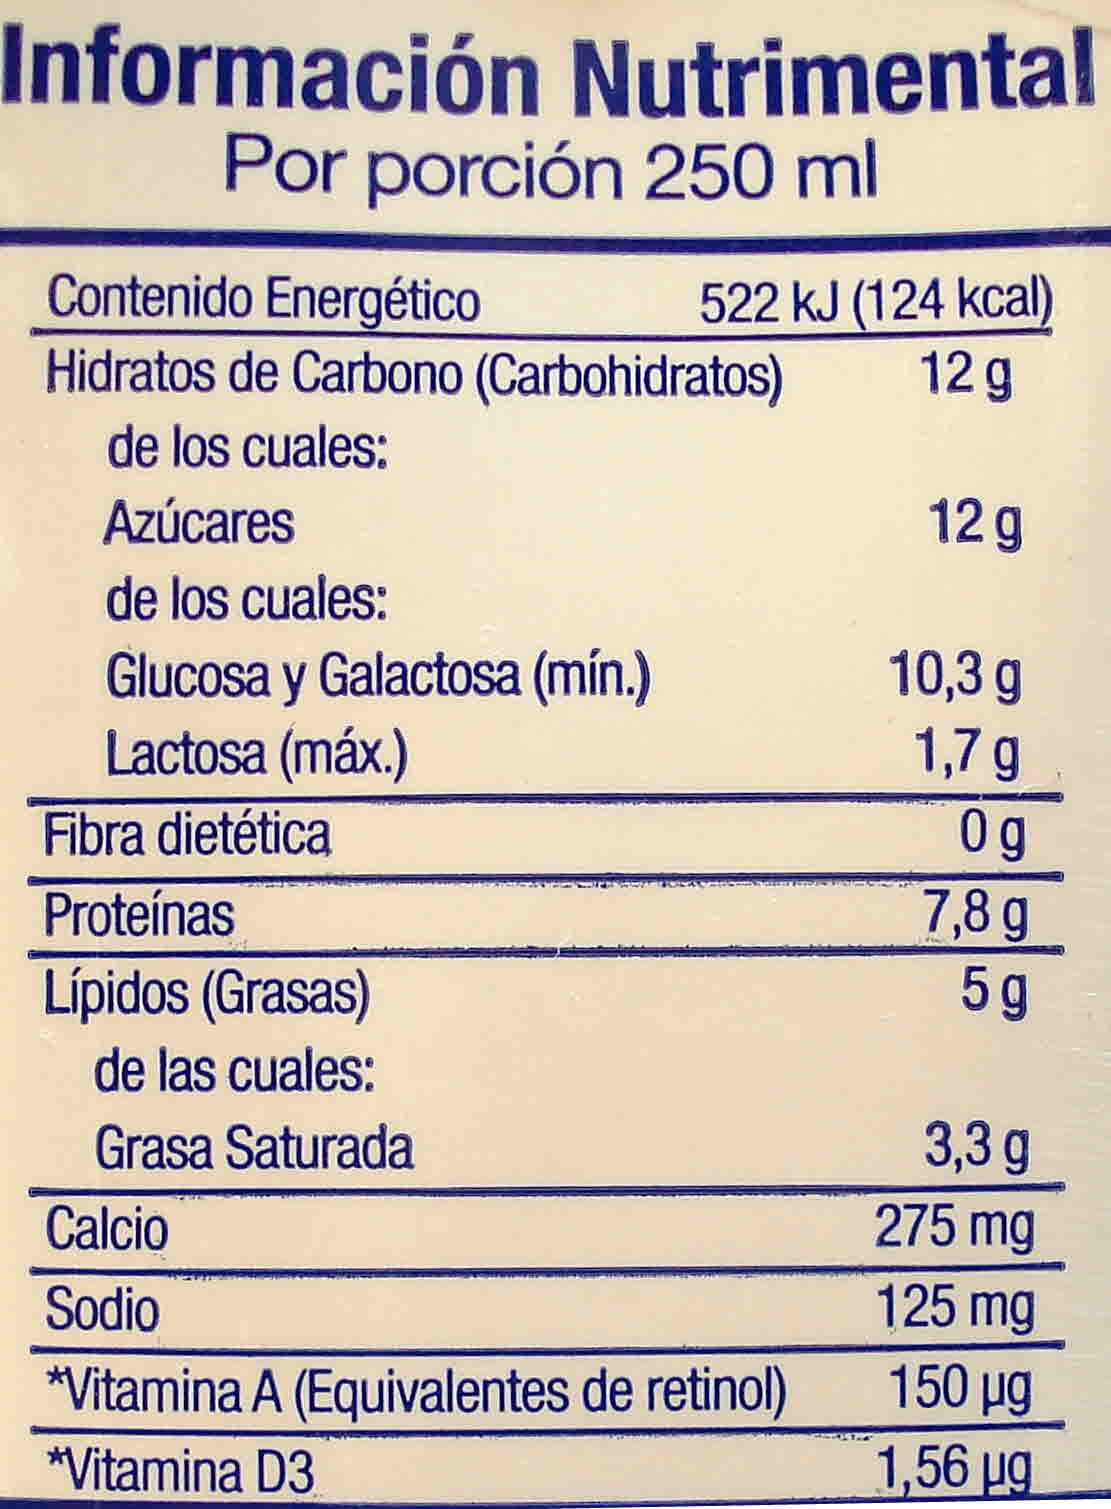 Información Nutrimental
Por porción 250 ml
Contenido Energético 522 kJ (124 kcal)
Hidratos de Carbono (Carbohidratos) 12 g
de los cuales:
Azúcares 12 g
de los cuales:
Glucosa y Galactosa (mín.) 10,3 g
Lactosa (máx.) 1,7 g
Fibra dietética 0 g
Proteínas 7,8 g
Lípidos (Grasas) 5 g
de las cuales:
Grasa Saturada 3,3 g
Calcio 275 mg
Sodio 125 mg
*Vitamina A (Equivalentes de retinol) 150 µg
*Vitamina D3 1,56 µg